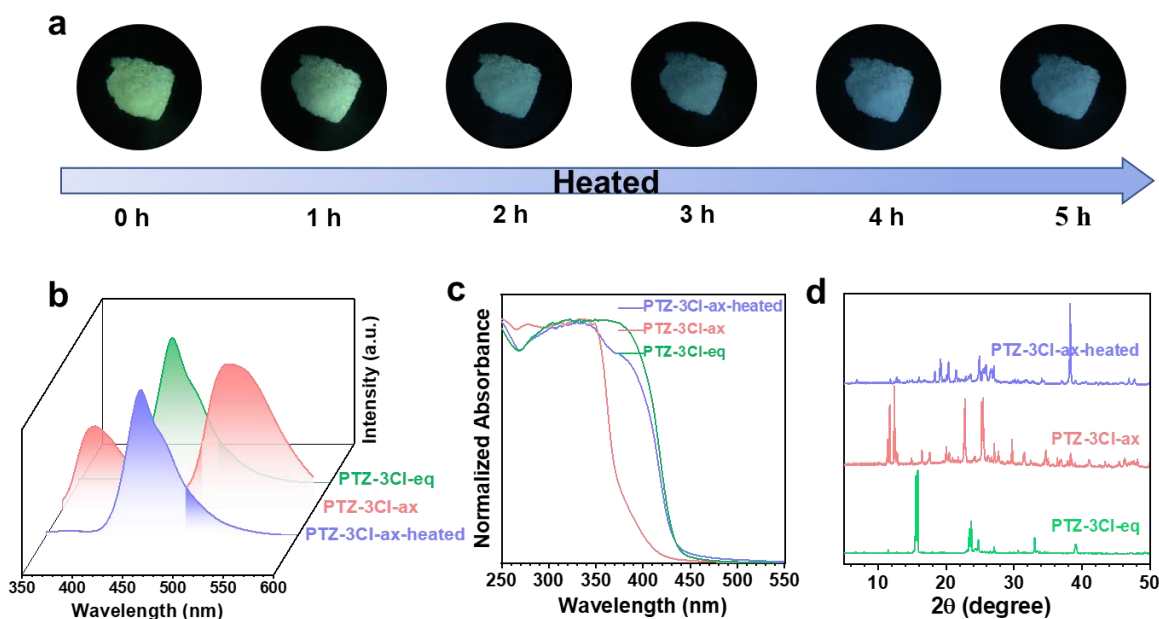 a
Heated
0 h
1 h
2 h
3 h
4 h
5 h
b
Intensity (a.u.)
PTZ-3Cl-eq
PTZ-3Cl-ax
PTZ-3Cl-ax-heated
350 400 450 500 550 600
Wavelength (nm)
c
Normalized Absorbance
PTZ-3Cl-ax-heated
PTZ-3Cl-ax
PTZ-3Cl-eq
250 300 350 400 450 500 550
Wavelength (nm)
d
PTZ-3Cl-ax-heated
PTZ-3Cl-ax
PTZ-3Cl-eq
10 20 30 40 50
2θ (degree)